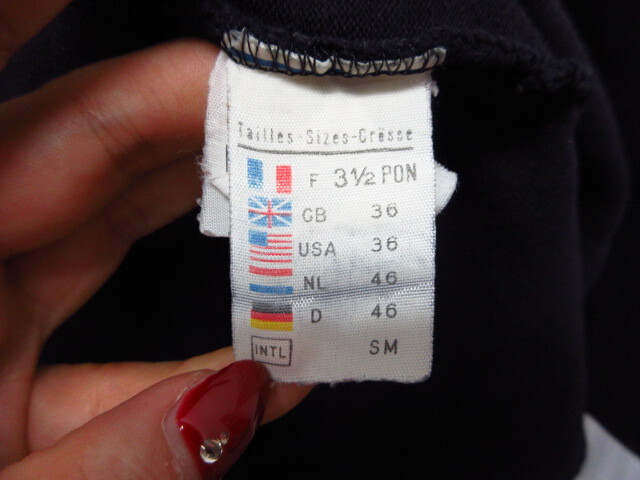 Tailles-Sizes-Grösse
F 3½ PON
GB 36
USA 36
NL 46
D 46
INTL SM